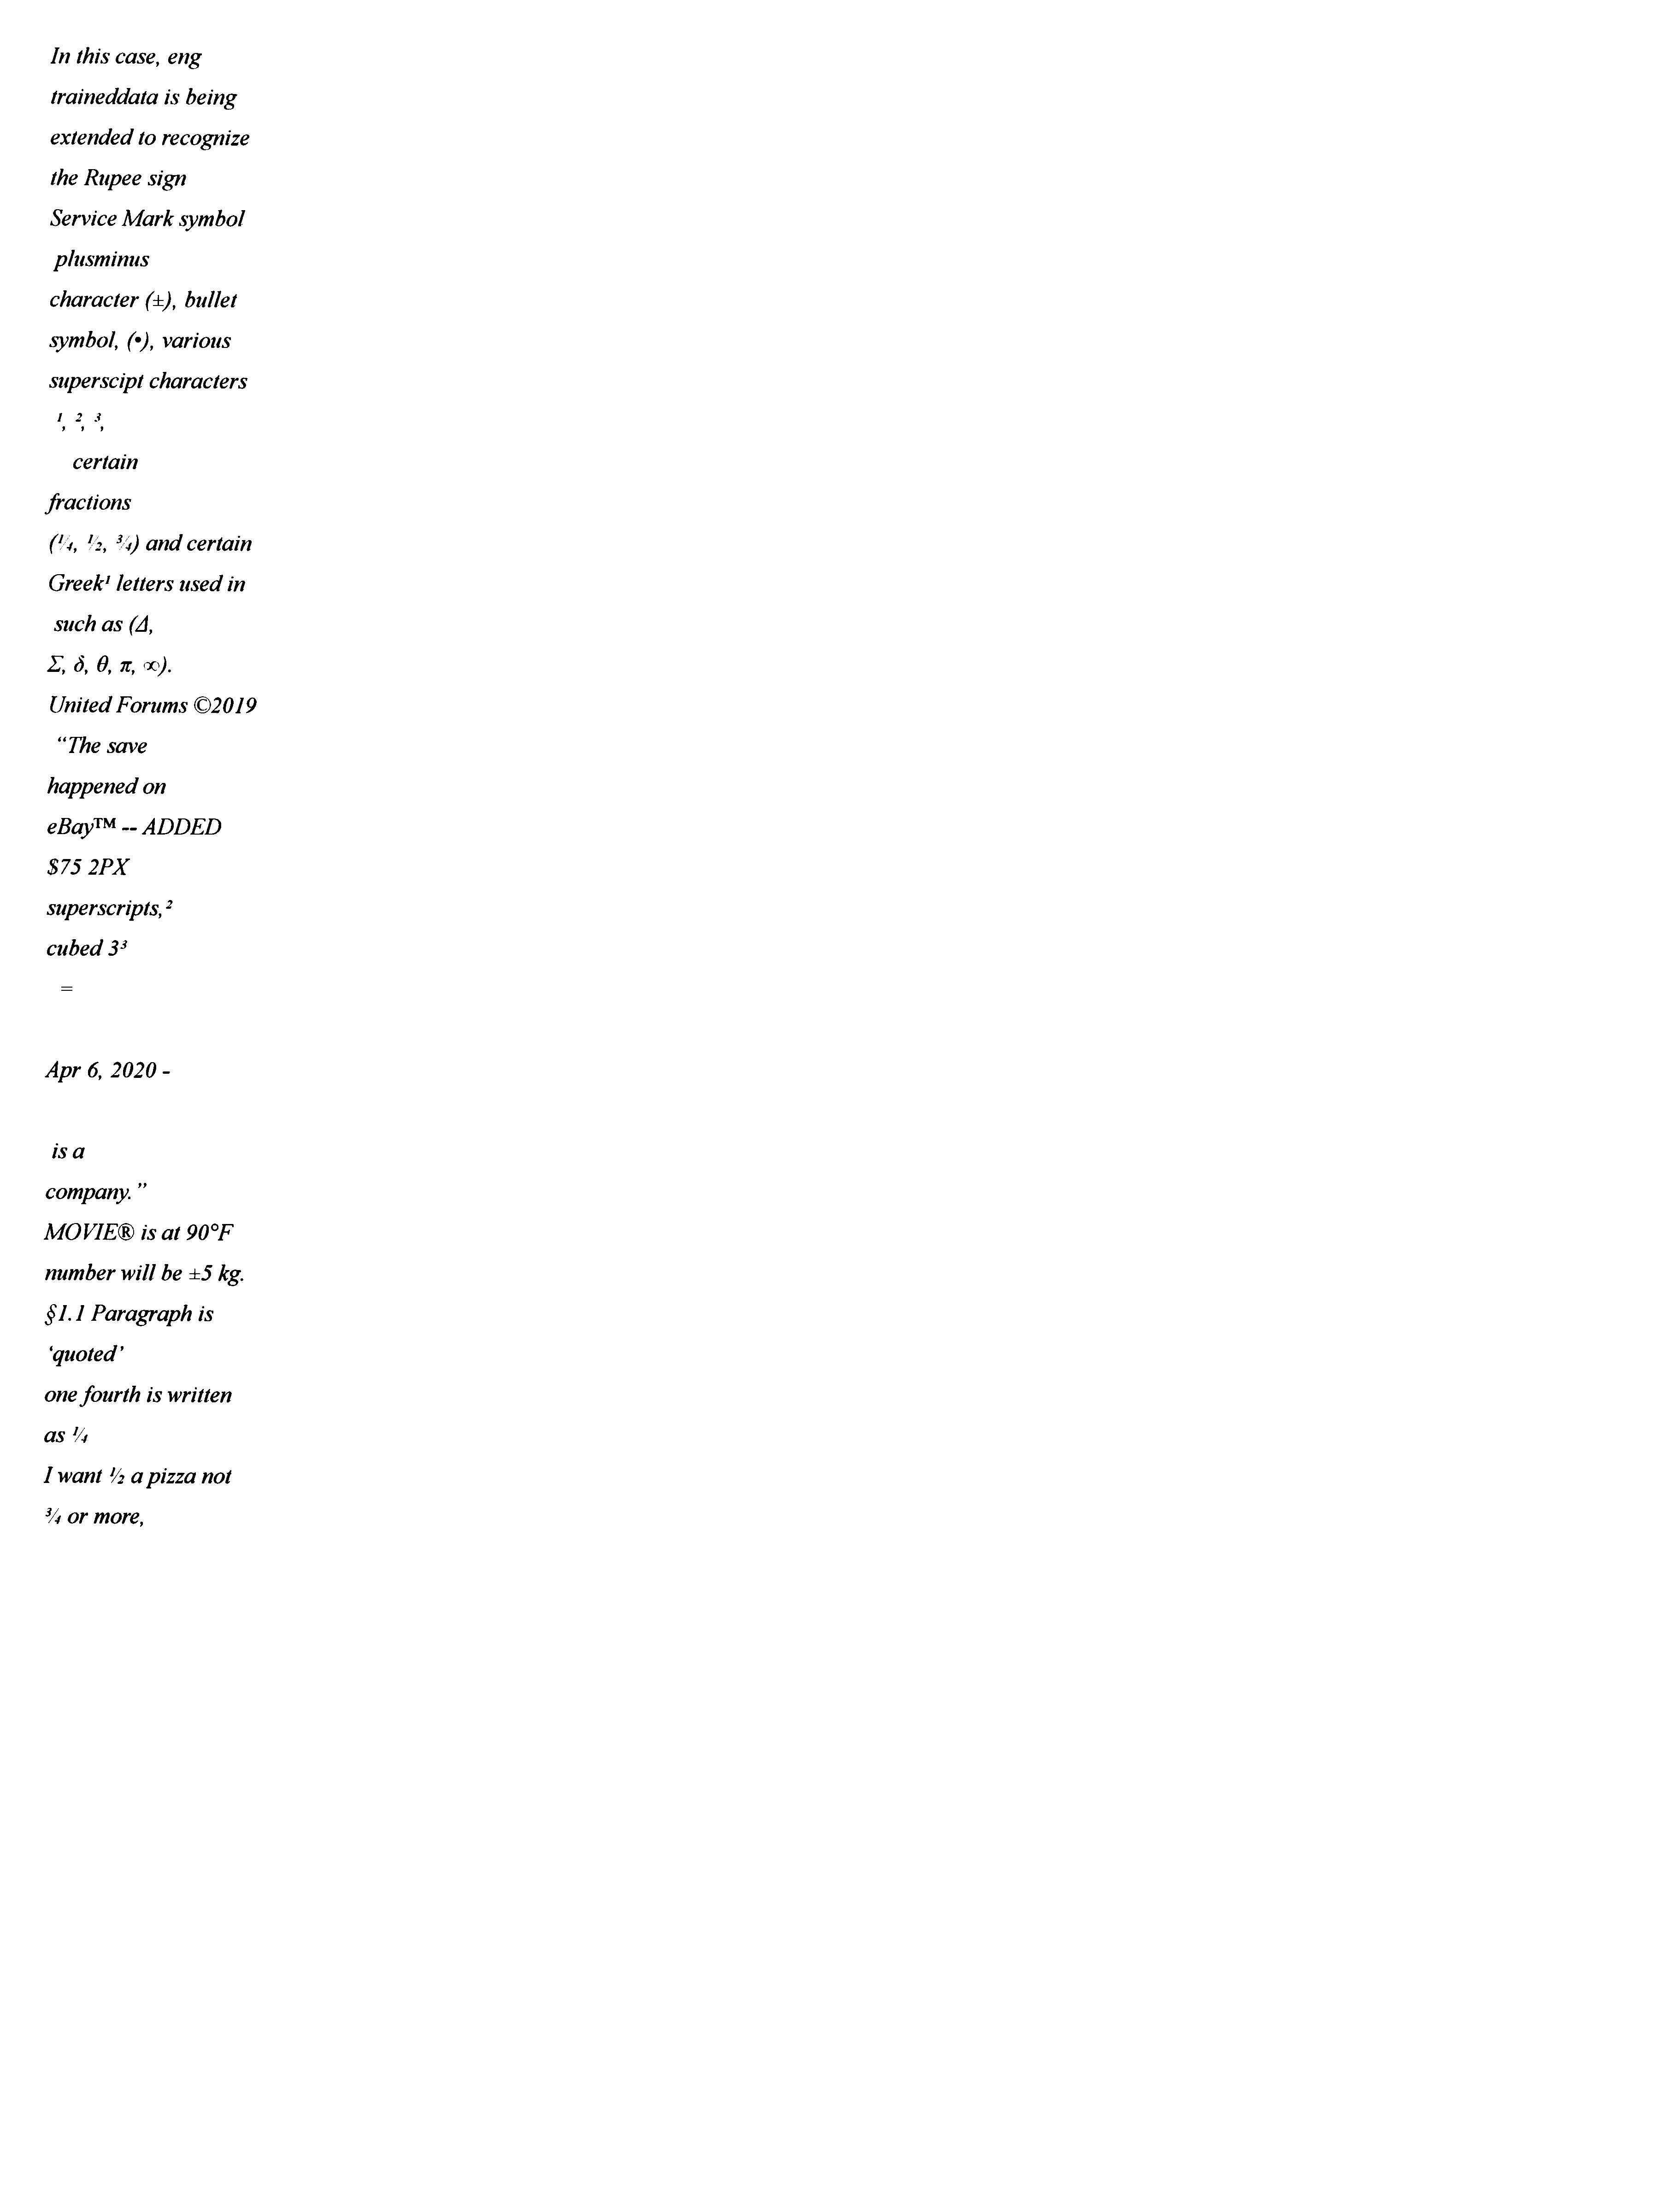 In this case, eng
traineddata is being
extended to recognize
the Rupee sign
Service Mark symbol
plusminus
character (±), bullet
symbol, (•), various
superscipt characters
¹, ², ³,
certain
fractions
(¼, ½, ¾) and certain
Greek¹ letters used in
such as (Δ,
Σ, δ, θ, π, ∞).
United Forums ©2019
“The save
happened on
eBay™ -- ADDED
$75 2PX
superscripts,²
cubed 3³
=
Apr 6, 2020 -
is a
company.”
MOVIE® is at 90°F
number will be ±5 kg.
§1.1 Paragraph is
‘quoted’
one fourth is written
as ¼
I want ½ a pizza not
¾ or more,